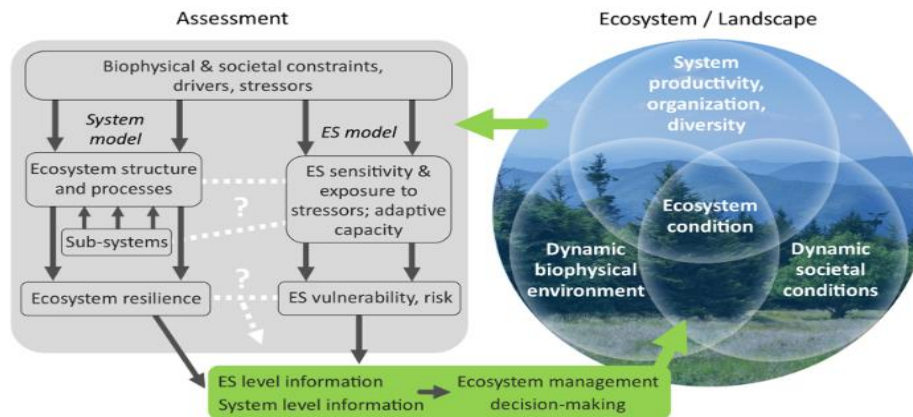 Assessment
Ecosystem / Landscape
Biophysical & societal constraints,
drivers, stressors
System
model
ES model
Ecosystem structure
and processes
ES sensitivity &
exposure to
stressors; adaptive
capacity
?
Sub-systems
?
Ecosystem resilience
ES vulnerability, risk
System
productivity,
organization,
diversity
Ecosystem
condition
Dynamic
biophysical
environment
Dynamic
societal
conditions
ES level information
System level information
Ecosystem management
decision-making